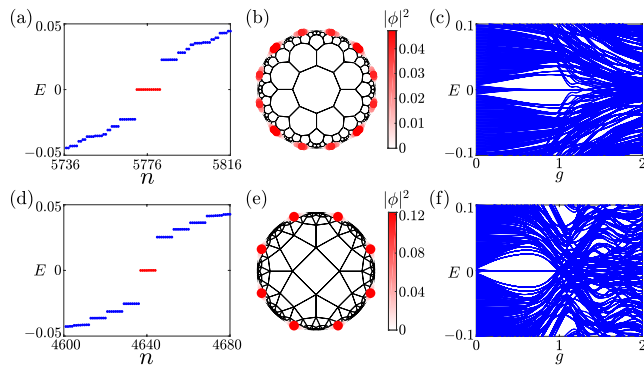 (a)
0.05
E
0
−0.05
5736
5776
5816
n
(b)
|ϕ|²
0.04
0.03
0.02
0.01
0
(c)
0.1
E
0
−0.1
0
1
2
g
(d)
0.05
E
0
−0.05
4600
4640
4680
n
(e)
|ϕ|²
0.12
0.08
0.04
0
(f)
0.1
E
0
−0.1
0
1
2
g